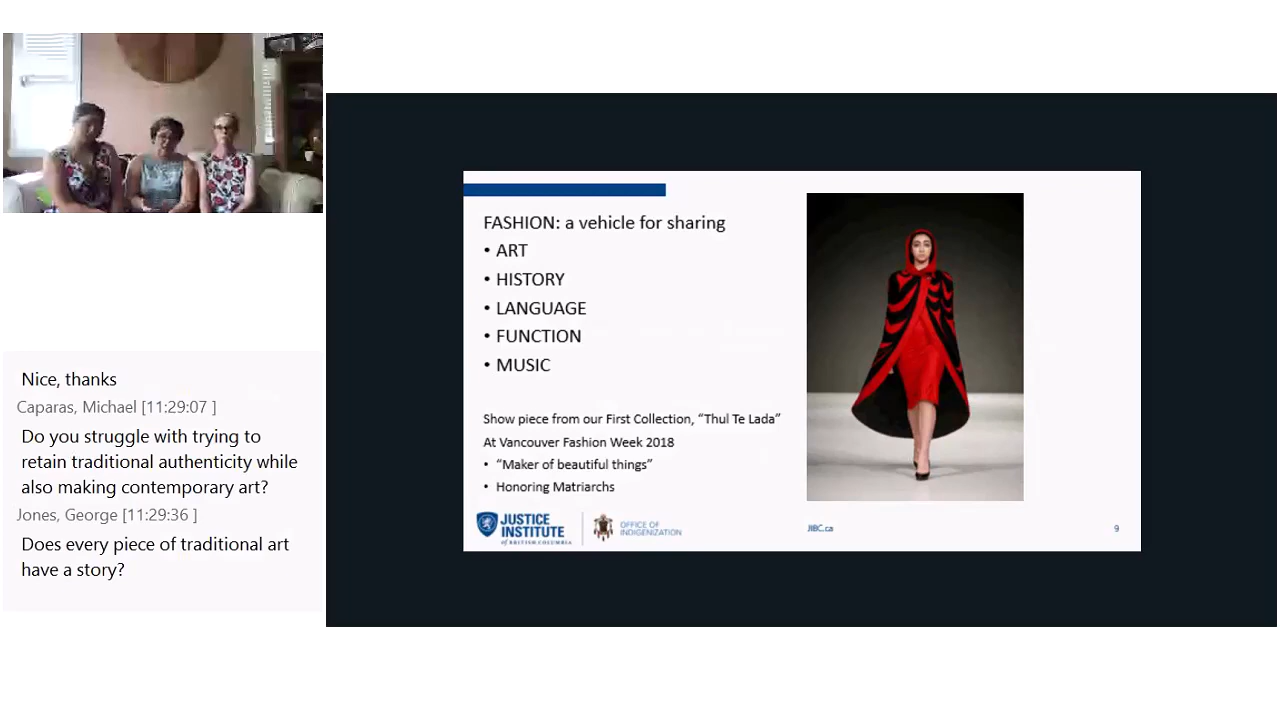 Nice, thanks
Caparas, Michael [11:29:07 ]
Do you struggle with trying to
retain traditional authenticity while
also making contemporary art?
Jones, George [11:29:36 ]
Does every piece of traditional art
have a story?
FASHION: a vehicle for sharing
• ART
• HISTORY
• LANGUAGE
• FUNCTION
• MUSIC
Show piece from our First Collection, “Thul Te Lada”
At Vancouver Fashion Week 2018
• “Maker of beautiful things”
• Honoring Matriarchs
JUSTICE
INSTITUTE
of BRITISH COLUMBIA
OFFICE OF
INDIGENIZATION
JIBC.ca
9